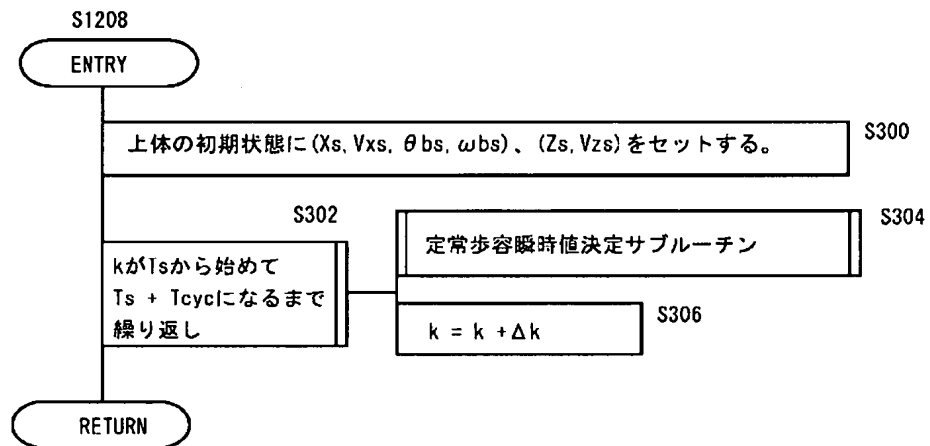 S1208
ENTRY
上体の初期状態に(Xs, Vxs, θbs, ωbs)、(Zs, Vzs)をセットする。
S300
S302
kがTsから始めて
Ts + Tcycになるまで
繰り返し
定常歩容瞬時値決定サブルーチン
S304
k = k +Δk
S306
RETURN